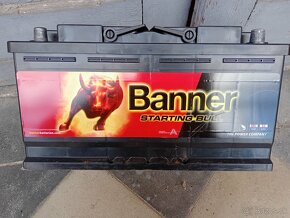 Banner
STARTING BULL
THE POWER COMPANY